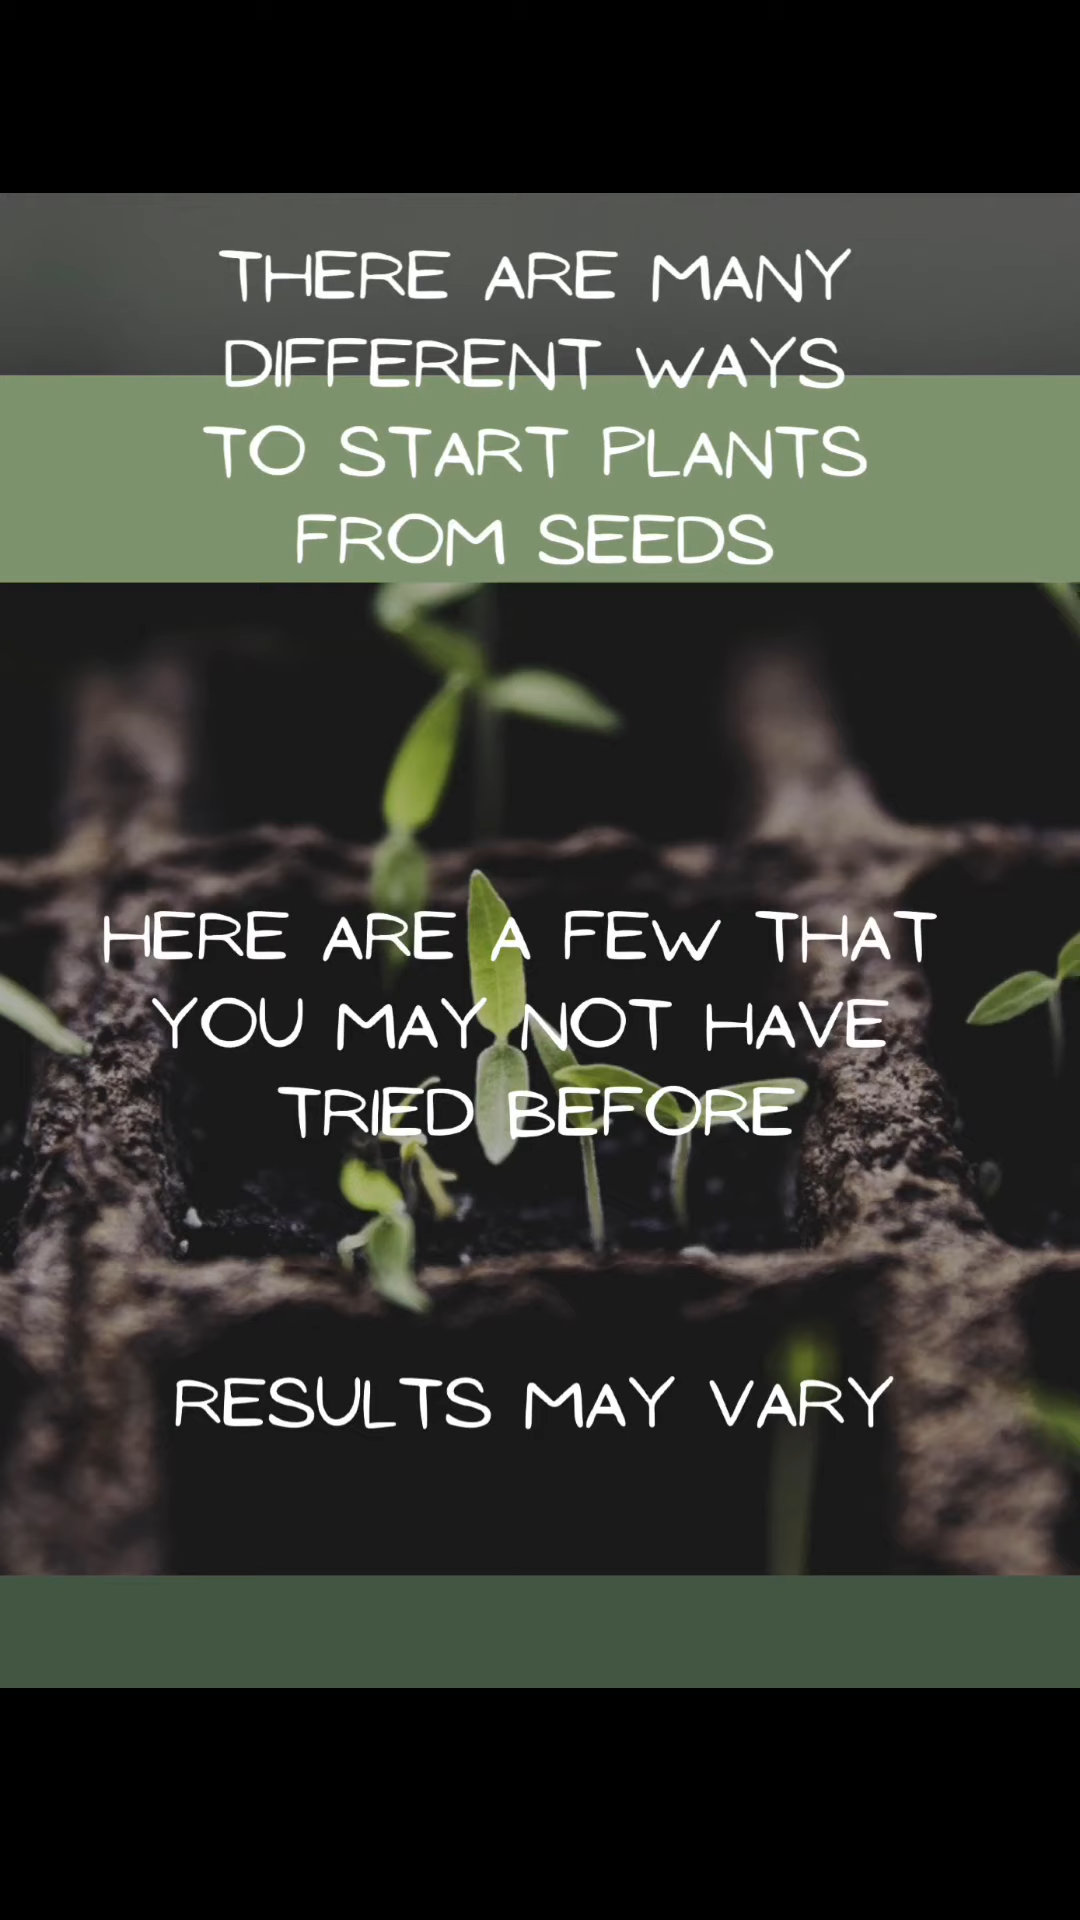 THERE ARE MANY
DIFFERENT WAYS
TO START PLANTS
FROM SEEDS
HERE ARE A FEW THAT
YOU MAY NOT HAVE
TRIED BEFORE
RESULTS MAY VARY